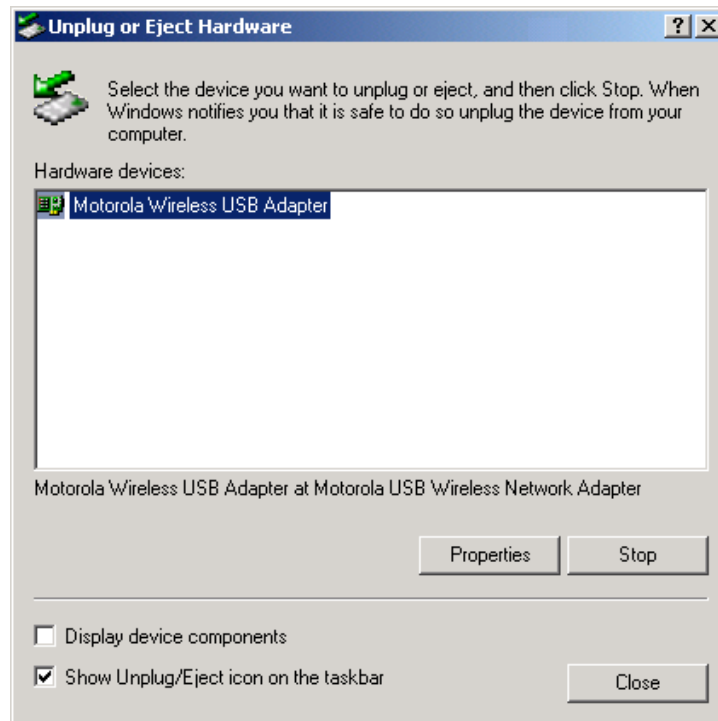 Unplug or Eject Hardware
Select the device you want to unplug or eject, and then click Stop. When
Windows notifies you that it is safe to do so unplug the device from your
computer.
Hardware devices:
Motorola Wireless USB Adapter
Motorola Wireless USB Adapter at Motorola USB Wireless Network Adapter
Properties Stop
Display device components
Show Unplug/Eject icon on the taskbar
Close